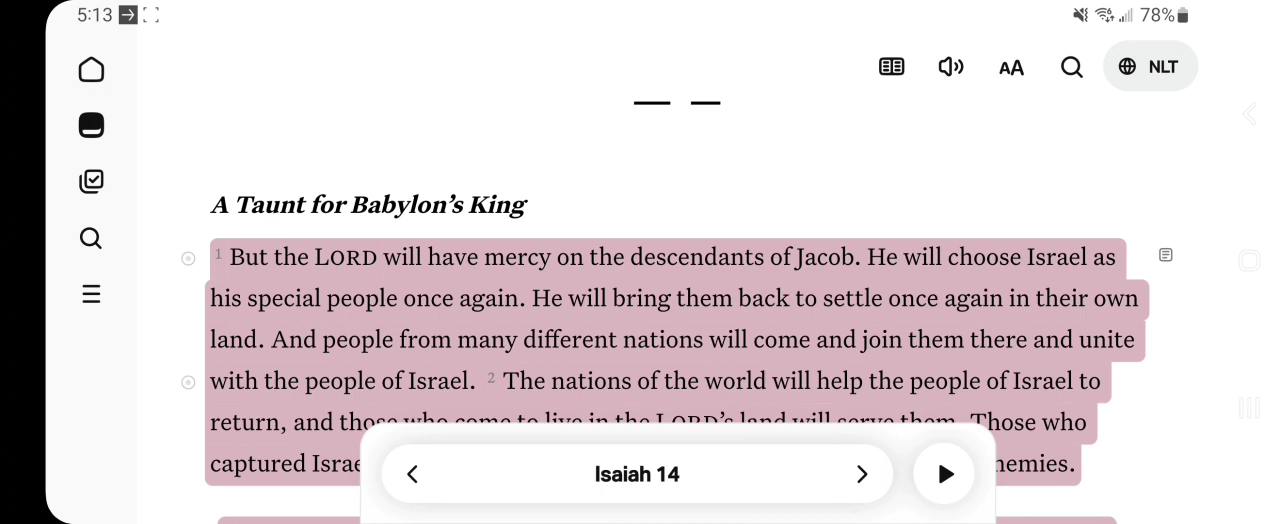 5:13
78%
NLT
A Taunt for Babylon's King
1 But the LORD will have mercy on the descendants of Jacob. He will choose Israel as
his special people once again. He will bring them back to settle once again in their own
land. And people from many different nations will come and join them there and unite
with the people of Israel. 2 The nations of the world will help the people of Israel to
return, and those who come to live in the LORD's land will serve them. Those who
captured
Isaiah 14